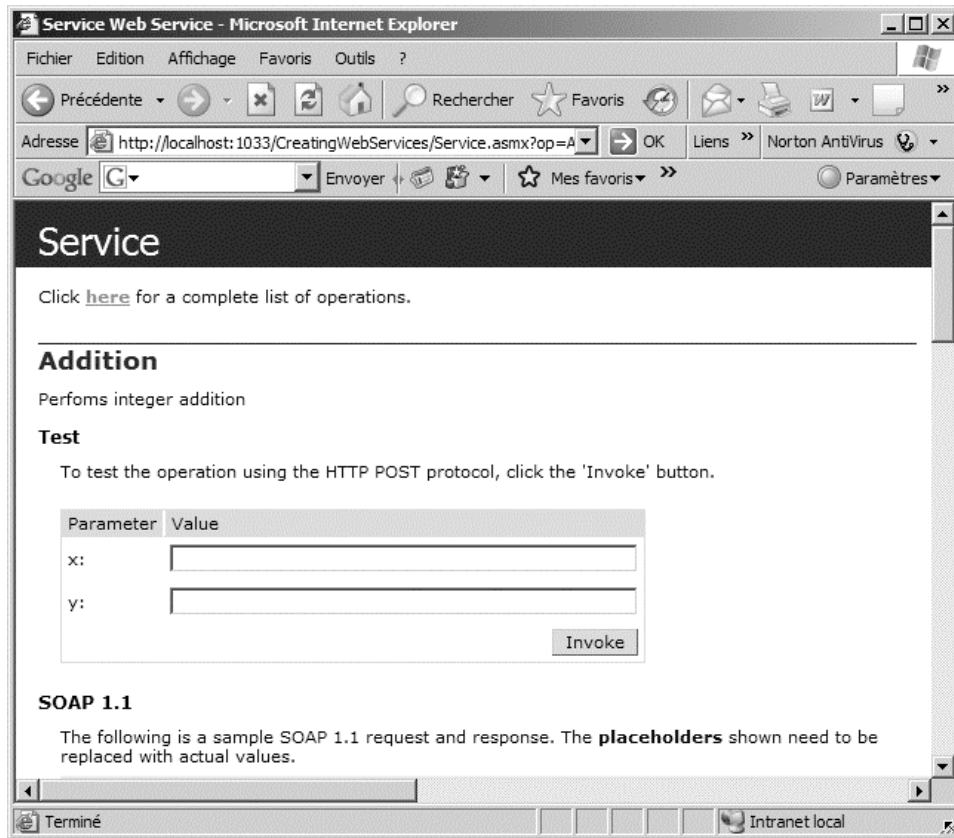 Service Web Service - Microsoft Internet Explorer
Fichier Edition Affichage Favoris Outils ?
Précédente Rechercher Favoris W »
Adresse http://localhost:1033/CreatingWebServices/Service.asmx?op=A OK Liens » Norton AntiVirus
Google G Envoyer Mes favoris » Paramètres
Service
Click here for a complete list of operations.
Addition
Perfoms integer addition
Test
To test the operation using the HTTP POST protocol, click the 'Invoke' button.
Parameter Value
x:
y:
Invoke
SOAP 1.1
The following is a sample SOAP 1.1 request and response. The placeholders shown need to be
replaced with actual values.
Terminé Intranet local